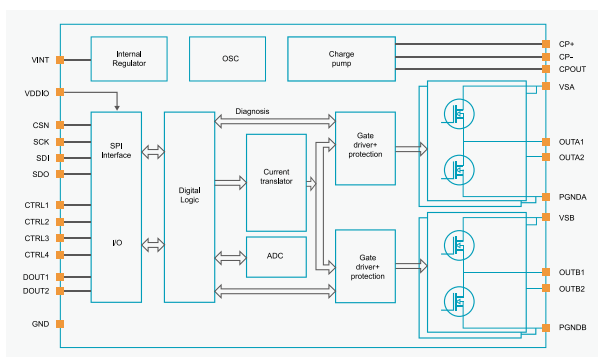 VINT
VDDIO
CSN
SCK
SDI
SDO
CTRL1
CTRL2
CTRL3
CTRL4
DOUT1
DOUT2
GND
Internal
Regulator
OSC
Charge
pump
SPI
Interface
I/O
Digital
Logic
Diagnosis
Current
translator
ADC
Gate
driver+
protection
Gate
driver+
protection
CP+
CP-
CPOUT
VSA
OUTA1
OUTA2
PGNDA
VSB
OUTB1
OUTB2
PGNDB